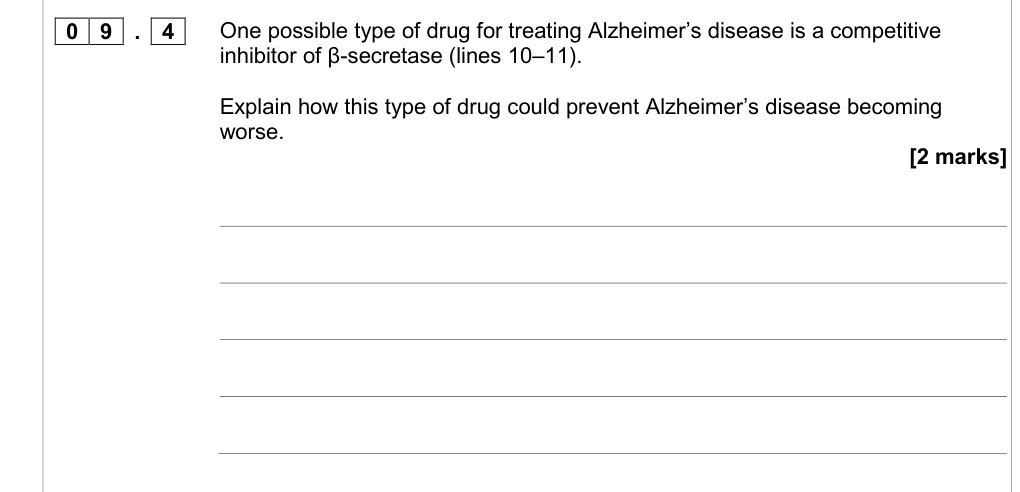 0 9 . 4 One possible type of drug for treating Alzheimer’s disease is a competitive
inhibitor of β-secretase (lines 10–11).
Explain how this type of drug could prevent Alzheimer’s disease becoming
worse.
[2 marks]